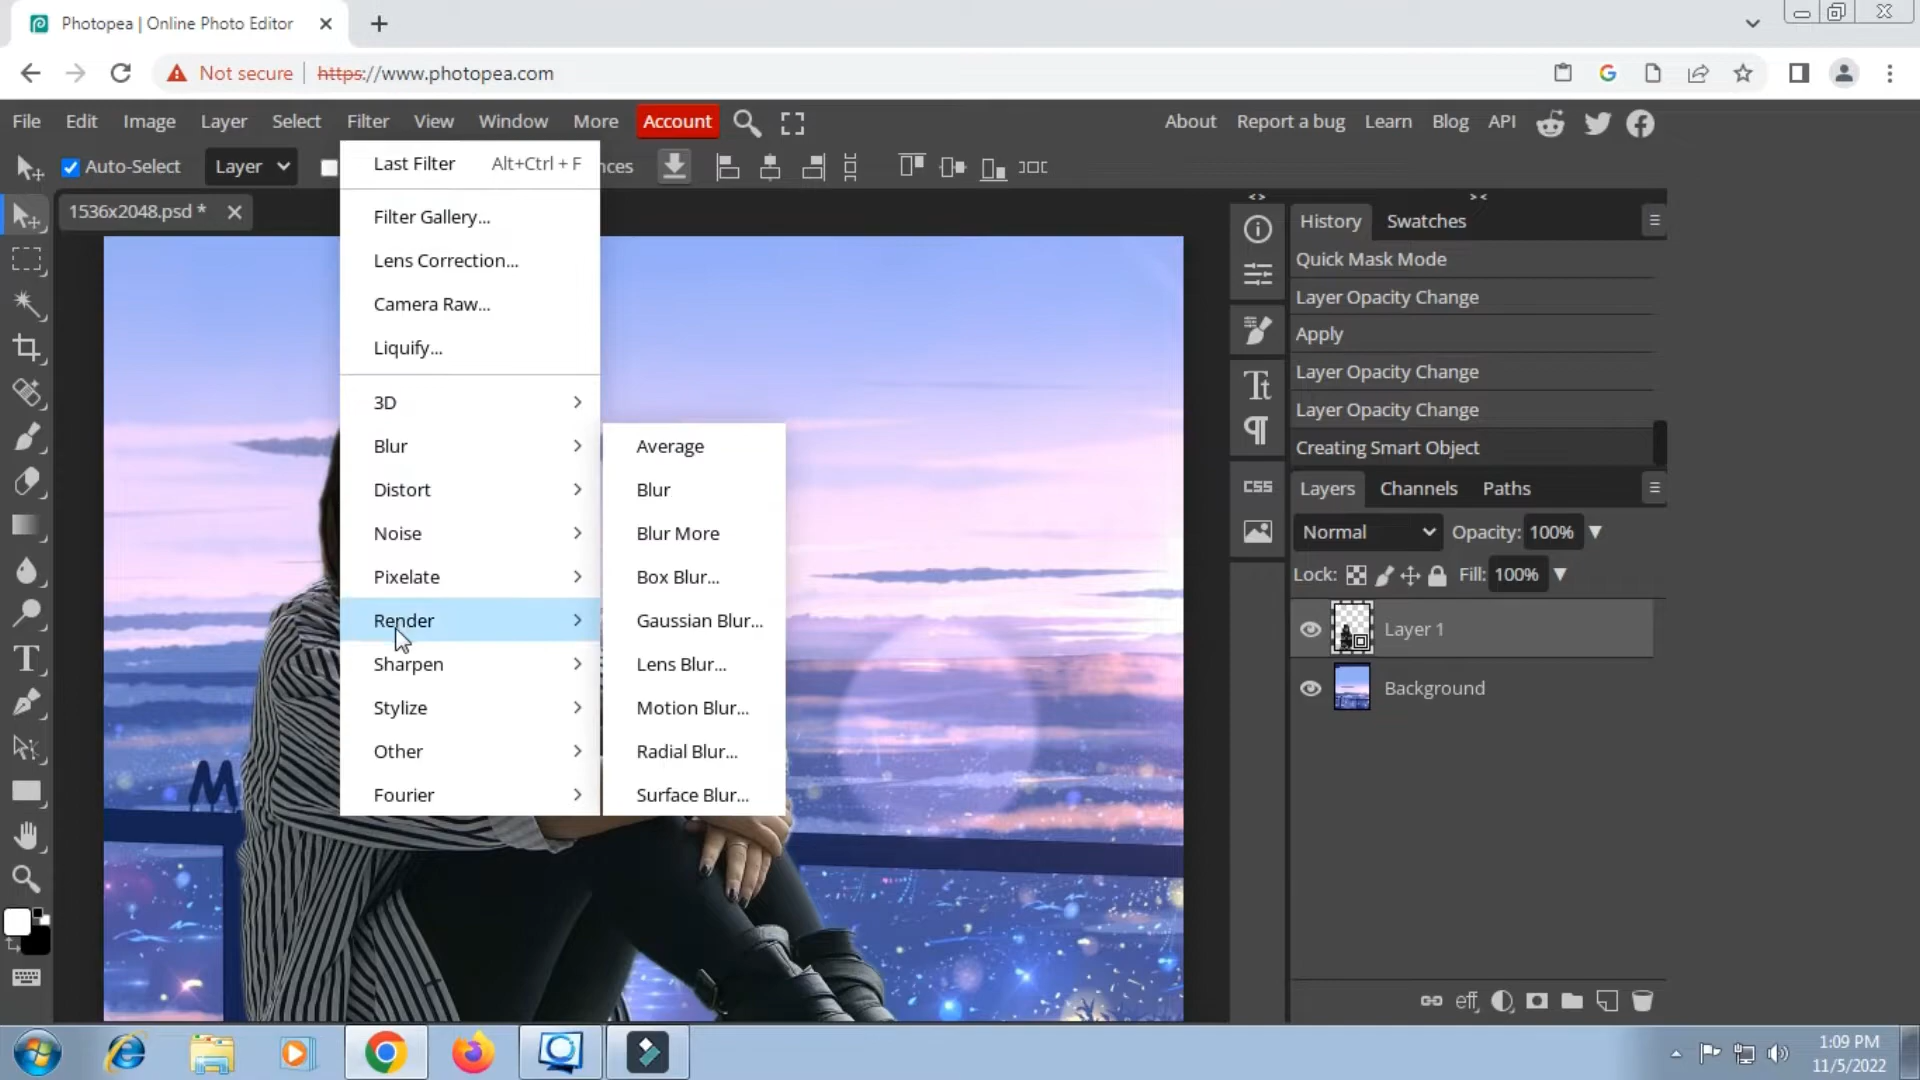 Photopea | Online Photo Editor
Not secure https://www.photopea.com
File Edit Image Layer Select Filter View Window More Account About Report a bug Learn Blog API
Auto-Select Layer nces
1536x2048.psd *
Last Filter Alt+Ctrl + F
Filter Gallery...
Lens Correction...
Camera Raw...
Liquify...
3D
Blur
Distort
Noise
Pixelate
Render
Sharpen
Stylize
Other
Fourier
Average
Blur
Blur More
Box Blur...
Gaussian Blur...
Lens Blur...
Motion Blur...
Radial Blur...
Surface Blur...
CSS
History Swatches
Quick Mask Mode
Layer Opacity Change
Apply
Layer Opacity Change
Layer Opacity Change
Creating Smart Object
Layers Channels Paths
Normal Opacity: 100%
Lock: Fill: 100%
Layer 1
Background
eff
1:09 PM
11/5/2022